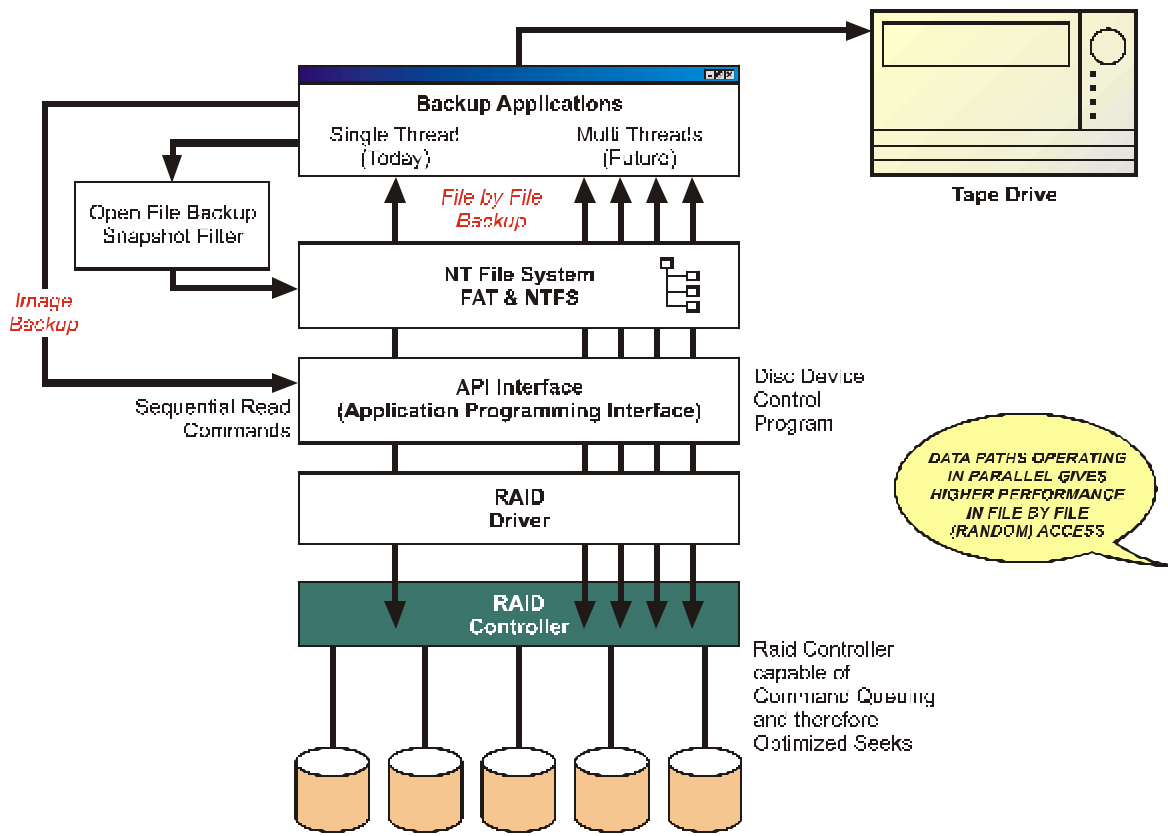 Backup Applications
Single Thread
(Today)
Multi Threads
(Future)
Tape Drive
File by File
Backup
Open File Backup
Snapshot Filter
NT File System
FAT & NTFS
Image
Backup
API Interface
(Application Programming Interface)
Sequential Read
Commands
Disc Device
Control
Program
DATA PATHS OPERATING
IN PARALLEL GIVES
HIGHER PERFORMANCE
IN FILE BY FILE
(RANDOM) ACCESS
RAID
Driver
RAID
Controller
Raid Controller
capable of
Command Queuing
and therefore
Optimized Seeks